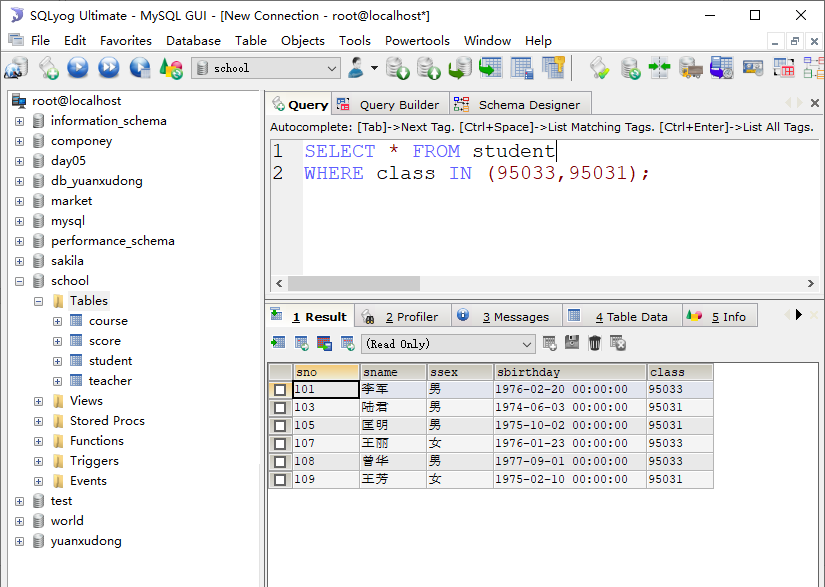 SQLyog Ultimate - MySQL GUI - [New Connection - root@localhost*]
File Edit Favorites Database Table Objects Tools Powertools Window Help
school
root@localhost
information_schema
componey
day05
db_yuanxudong
market
mysql
performance_schema
sakila
school
Tables
course
score
student
teacher
Views
Stored Procs
Functions
Triggers
Events
test
world
yuanxudong
Query Query Builder Schema Designer
Autocomplete: [Tab]->Next Tag. [Ctrl+Space]->List Matching Tags. [Ctrl+Enter]->List All Tags.
1 SELECT * FROM student
2 WHERE class IN (95033,95031);
1 Result 2 Profiler 3 Messages 4 Table Data 5 Info
(Read Only)
sno sname ssex sbirthday class
101 李军 男 1976-02-20 00:00:00 95033
103 陆君 男 1974-06-03 00:00:00 95031
105 匡明 男 1975-10-02 00:00:00 95031
107 王丽 女 1976-01-23 00:00:00 95033
108 曾华 男 1977-09-01 00:00:00 95033
109 王芳 女 1975-02-10 00:00:00 95031